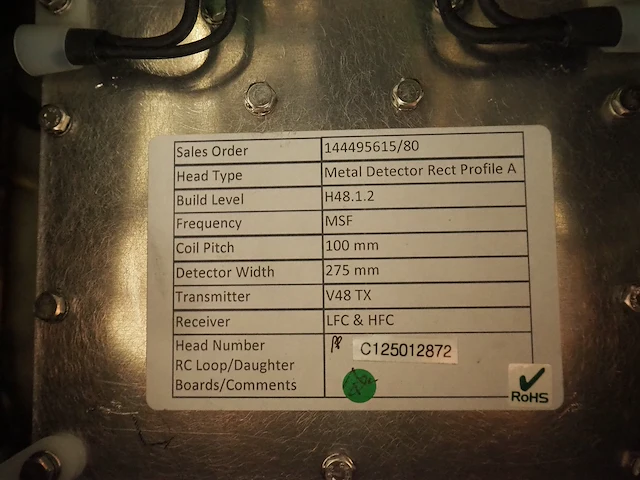 Sales Order 144495615/80
Head Type Metal Detector Rect Profile A
Build Level H48.1.2
Frequency MSF
Coil Pitch 100 mm
Detector Width 275 mm
Transmitter V48 TX
Receiver LFC & HFC
Head Number C125012872
RC Loop/Daughter
Boards/Comments
RoHS